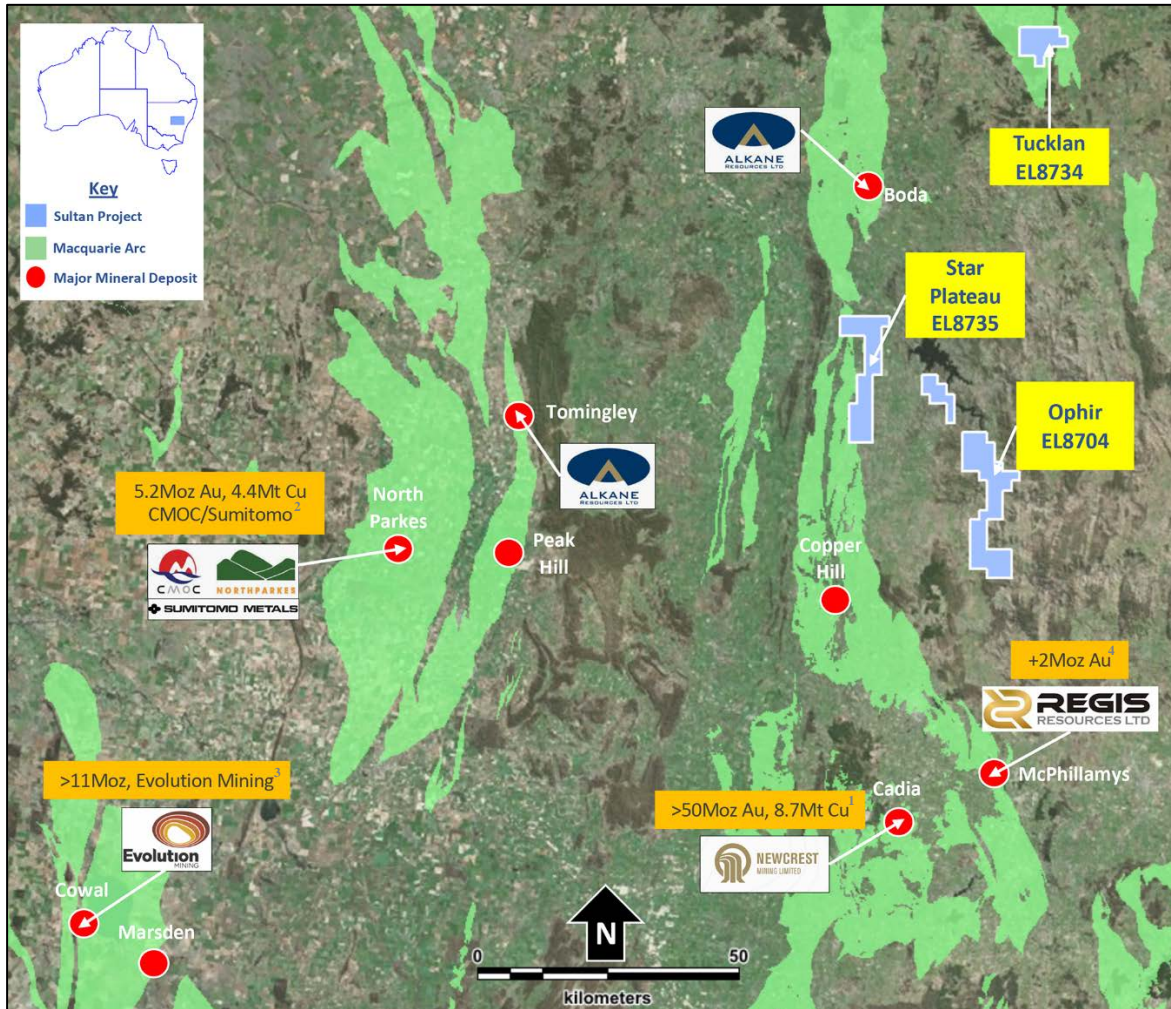 Key
Sultan Project
Macquarie Arc
Major Mineral Deposit
ALKANE
RESOURCES LTD
Boda
Tucklan
EL8734
Star
Plateau
EL8735
Ophir
EL8704
Tomingley
ALKANE
RESOURCES LTD
5.2Moz Au, 4.4Mt Cu
CMOC/Sumitomo2
North
Parkes
CMOC
NORTHPARKES
SUMITOMO METALS
Peak
Hill
Copper
Hill
+2Moz Au4
REGIS
RESOURCES LTD
McPhillamys
>11Moz, Evolution Mining3
Evolution
MINING
Cowal
Marsden
Cadia
>50Moz Au, 8.7Mt Cu1
NEWCREST
MINING LIMITED
N
0 50
kilometers